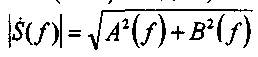 |Ṡ(f)| = √(A²(f) + B²(f))